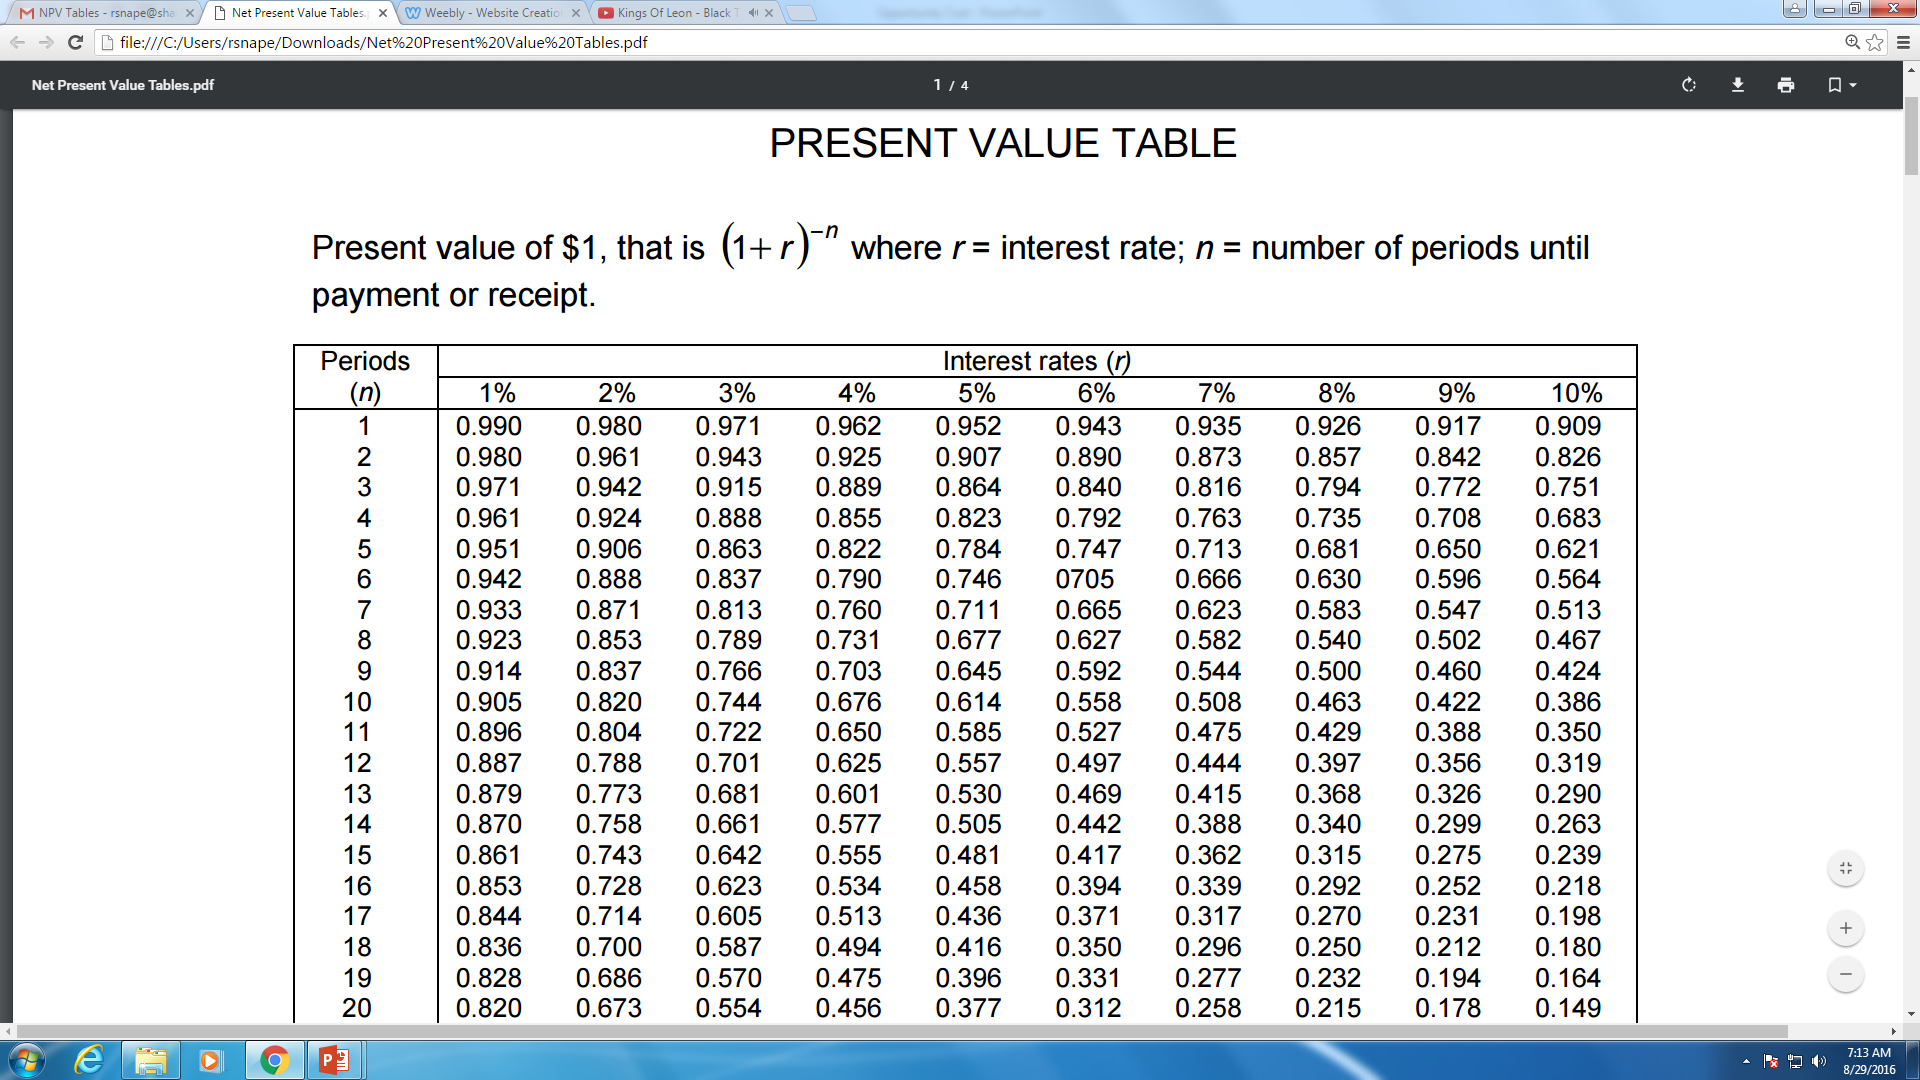 NPV Tables - rsnape@sha
Net Present Value Tables.
Weebly - Website Creatio
Kings Of Leon - Black T
file:///C:/Users/rsnape/Downloads/Net%20Present%20Value%20Tables.pdf
Net Present Value Tables.pdf 1 / 4
PRESENT VALUE TABLE
Present value of $1, that is (1+r)⁻ⁿ where r = interest rate; n = number of periods until
payment or receipt.
Periods Interest rates (r)
(n) 1% 2% 3% 4% 5% 6% 7% 8% 9% 10%
1 0.990 0.980 0.971 0.962 0.952 0.943 0.935 0.926 0.917 0.909
2 0.980 0.961 0.943 0.925 0.907 0.890 0.873 0.857 0.842 0.826
3 0.971 0.942 0.915 0.889 0.864 0.840 0.816 0.794 0.772 0.751
4 0.961 0.924 0.888 0.855 0.823 0.792 0.763 0.735 0.708 0.683
5 0.951 0.906 0.863 0.822 0.784 0.747 0.713 0.681 0.650 0.621
6 0.942 0.888 0.837 0.790 0.746 0705 0.666 0.630 0.596 0.564
7 0.933 0.871 0.813 0.760 0.711 0.665 0.623 0.583 0.547 0.513
8 0.923 0.853 0.789 0.731 0.677 0.627 0.582 0.540 0.502 0.467
9 0.914 0.837 0.766 0.703 0.645 0.592 0.544 0.500 0.460 0.424
10 0.905 0.820 0.744 0.676 0.614 0.558 0.508 0.463 0.422 0.386
11 0.896 0.804 0.722 0.650 0.585 0.527 0.475 0.429 0.388 0.350
12 0.887 0.788 0.701 0.625 0.557 0.497 0.444 0.397 0.356 0.319
13 0.879 0.773 0.681 0.601 0.530 0.469 0.415 0.368 0.326 0.290
14 0.870 0.758 0.661 0.577 0.505 0.442 0.388 0.340 0.299 0.263
15 0.861 0.743 0.642 0.555 0.481 0.417 0.362 0.315 0.275 0.239
16 0.853 0.728 0.623 0.534 0.458 0.394 0.339 0.292 0.252 0.218
17 0.844 0.714 0.605 0.513 0.436 0.371 0.317 0.270 0.231 0.198
18 0.836 0.700 0.587 0.494 0.416 0.350 0.296 0.250 0.212 0.180
19 0.828 0.686 0.570 0.475 0.396 0.331 0.277 0.232 0.194 0.164
20 0.820 0.673 0.554 0.456 0.377 0.312 0.258 0.215 0.178 0.149
7:13 AM
8/29/2016